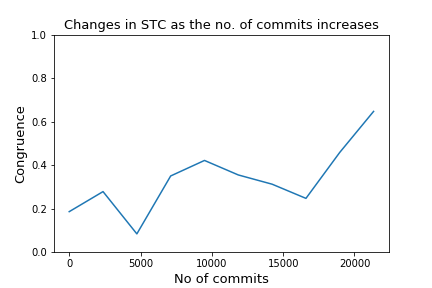 Changes in STC as the no. of commits increases
1.0
0.8
0.6
0.4
0.2
0.0
Congruence
0 5000 10000 15000 20000
No of commits